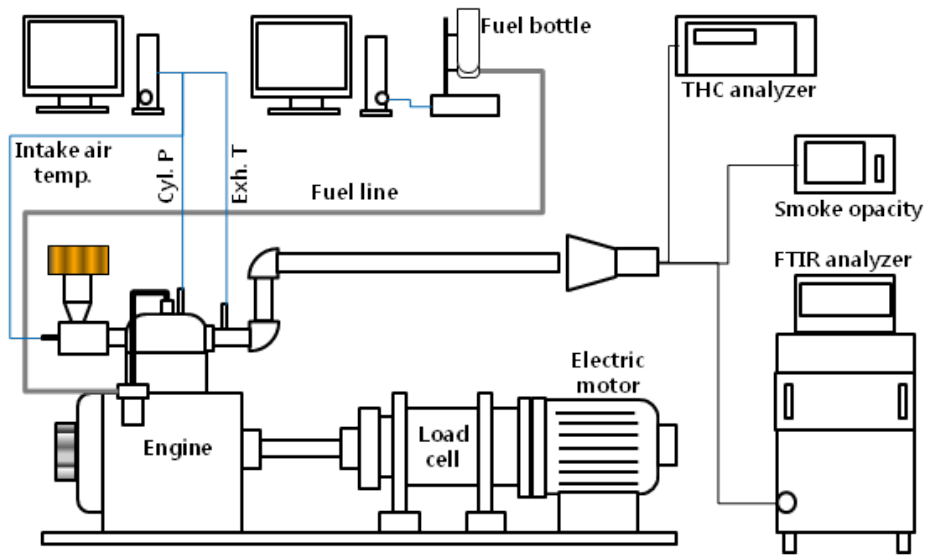 Fuel bottle
THC analyzer
Intake air
temp.
Cyl. P
Exh. T
Fuel line
Smoke opacity
FTIR analyzer
Electric
motor
Engine
Load
cell